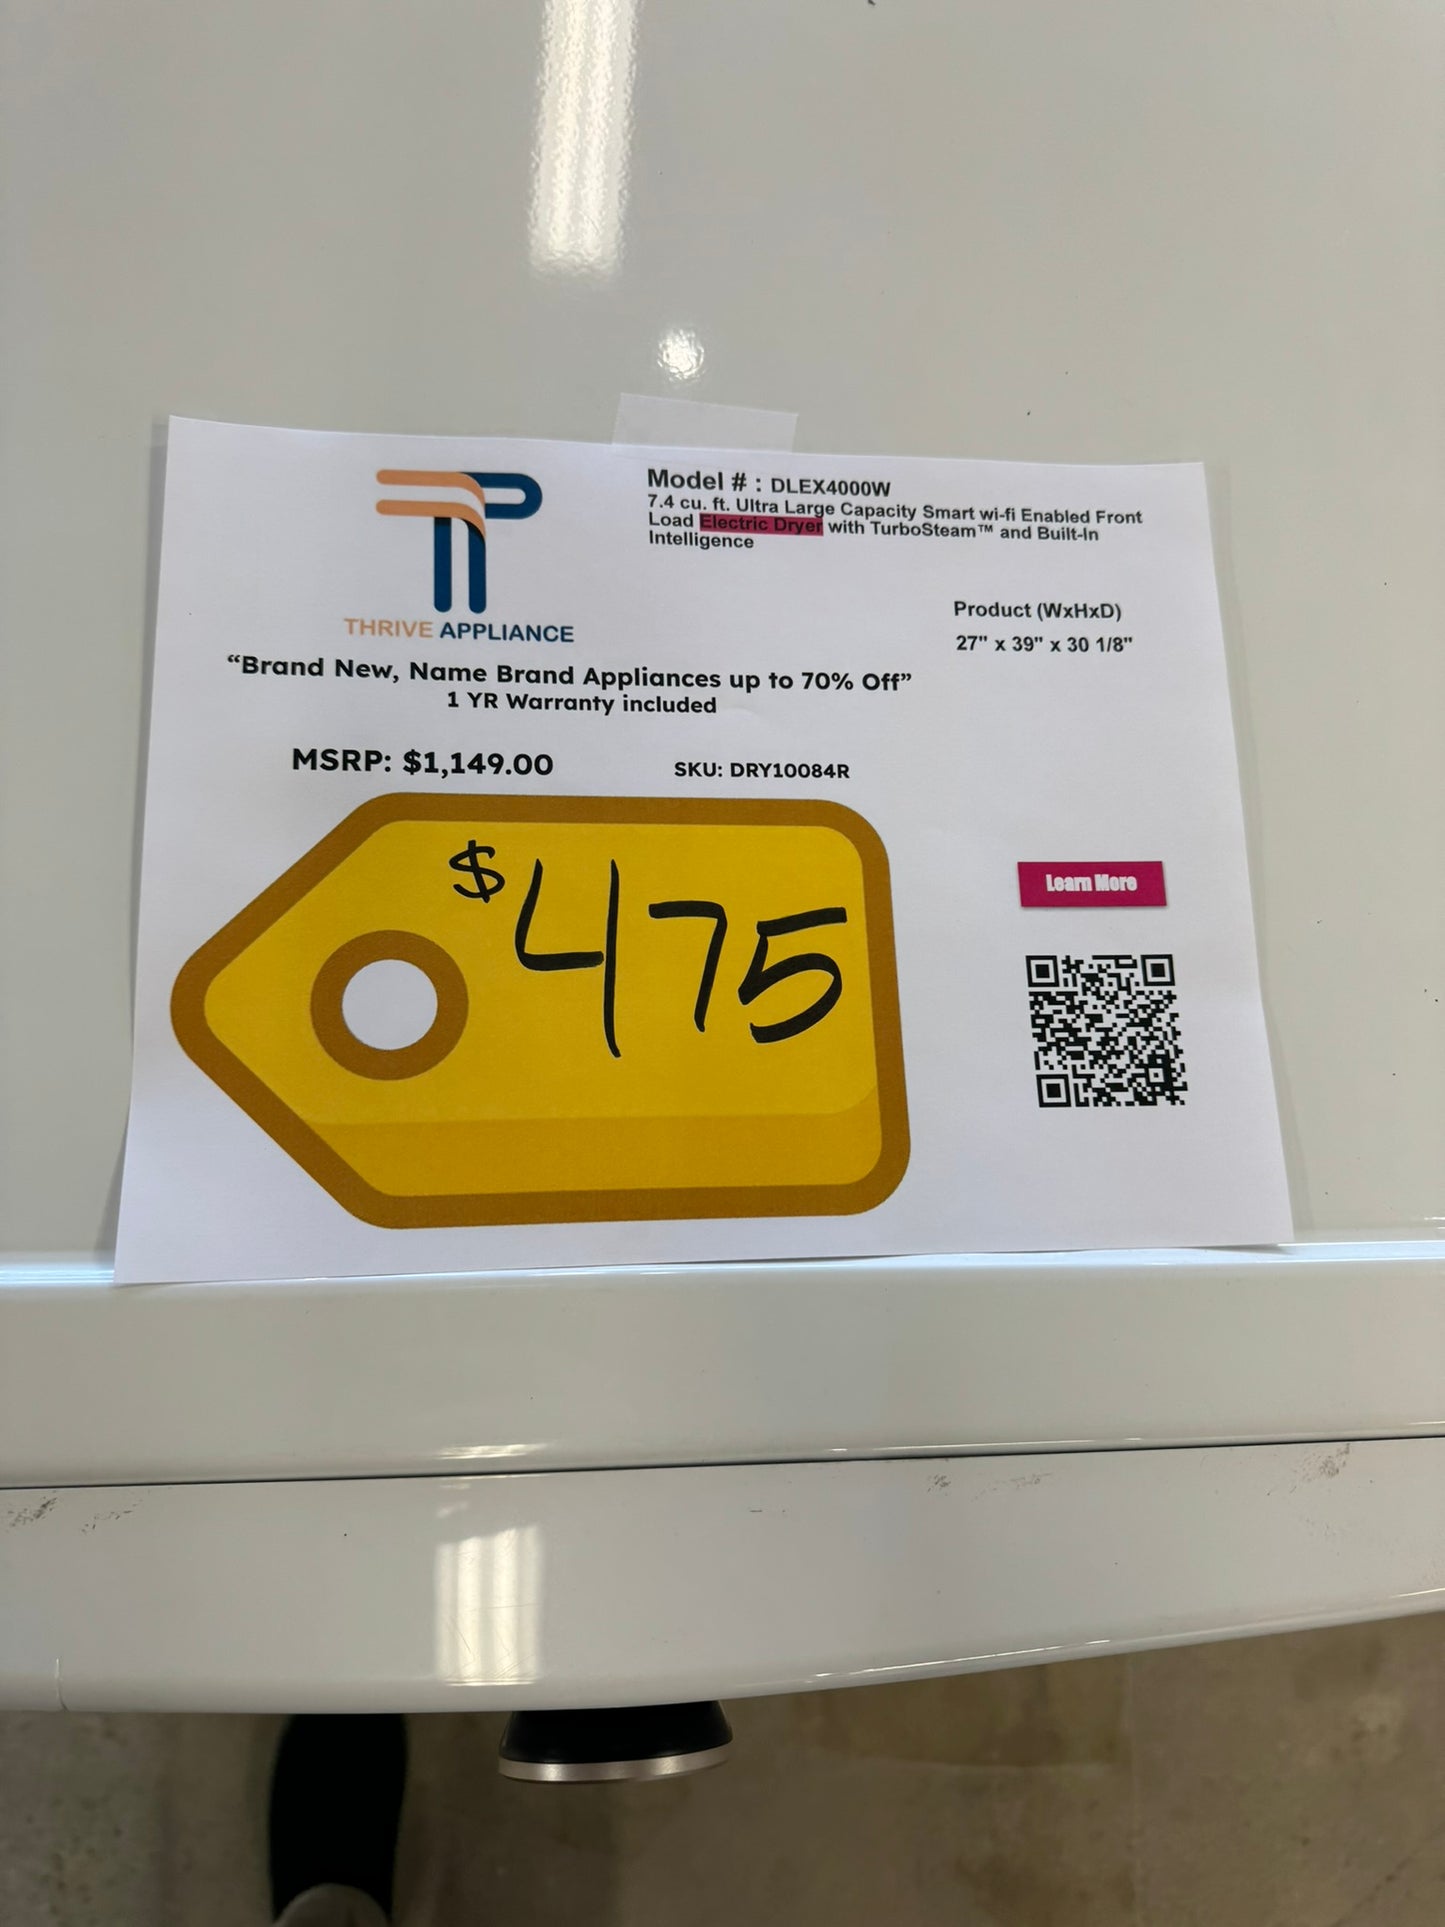 Model # : DLEX4000W
7.4 cu. ft. Ultra Large Capacity Smart wi-fi Enabled Front
Load Electric Dryer with TurboSteam™ and Built-In
Intelligence
THRIVE APPLIANCE
Product (WxHxD)
27" x 39" x 30 1/8"
“Brand New, Name Brand Appliances up to 70% Off”
1 YR Warranty included
MSRP: $1,149.00
SKU: DRY10084R
$475
Learn More